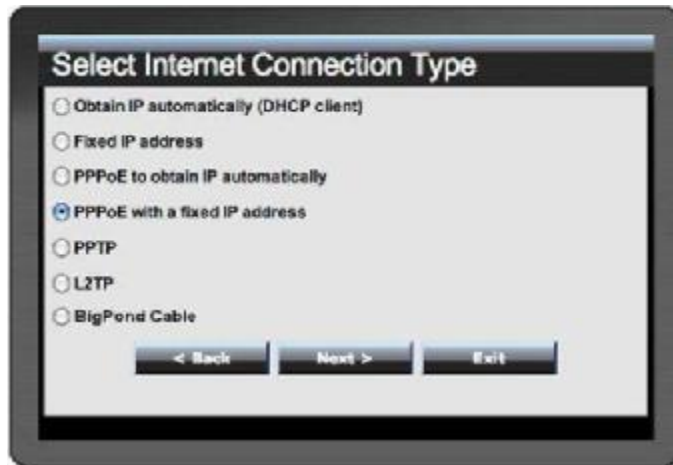 Select Internet Connection Type
Obtain IP automatically (DHCP client)
Fixed IP address
PPPoE to obtain IP automatically
PPPoE with a fixed IP address
PPTP
L2TP
BigPond Cable
< Back Next > Exit